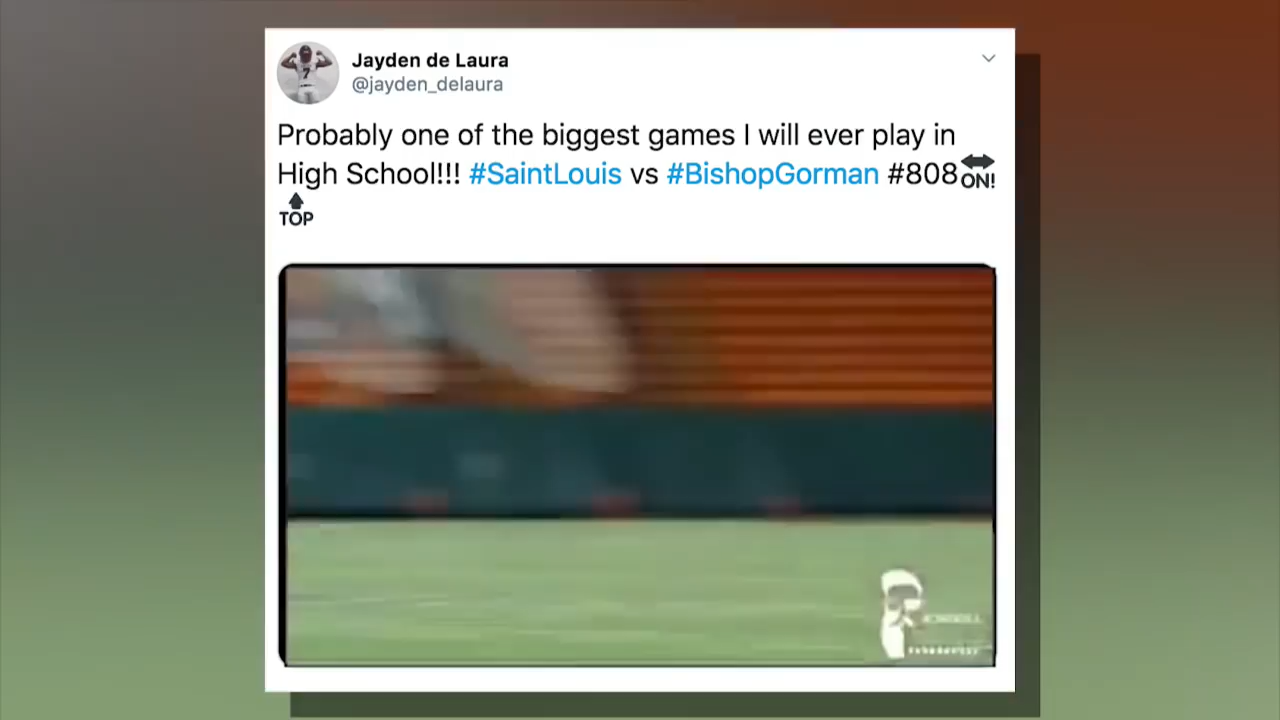 Jayden de Laura
@jayden_delaura
Probably one of the biggest games I will ever play in
High School!!! #SaintLouis vs #BishopGorman #808 ON!
TOP
7